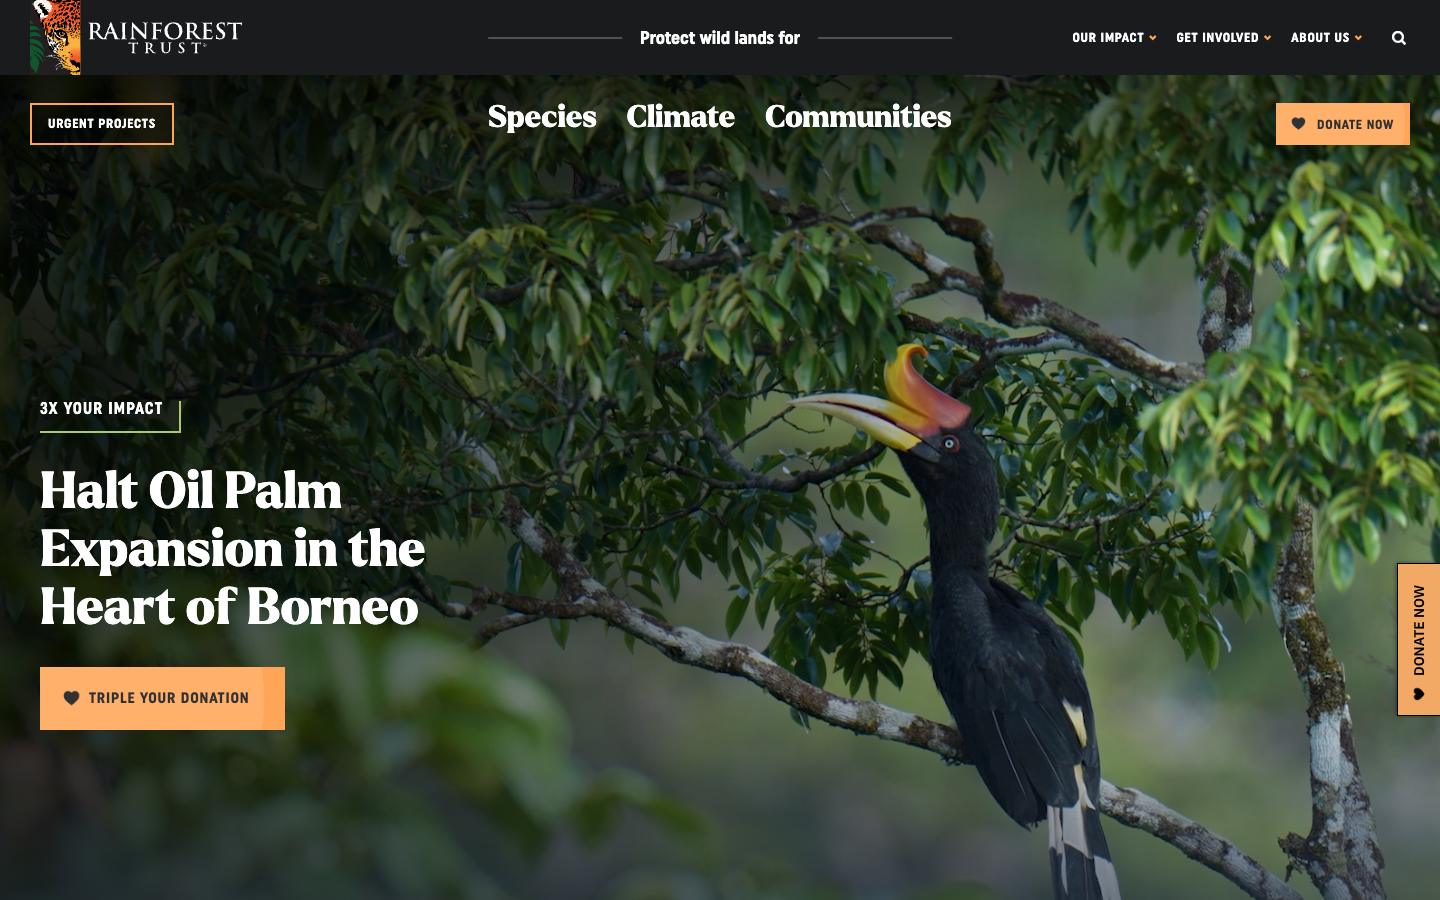 RAINFOREST
TRUST
Protect wild lands for
OUR IMPACT
GET INVOLVED
ABOUT US
URGENT PROJECTS
Species
Climate
Communities
DONATE NOW
3X YOUR IMPACT
Halt Oil Palm
Expansion in the
Heart of Borneo
TRIPLE YOUR DONATION
DONATE NOW